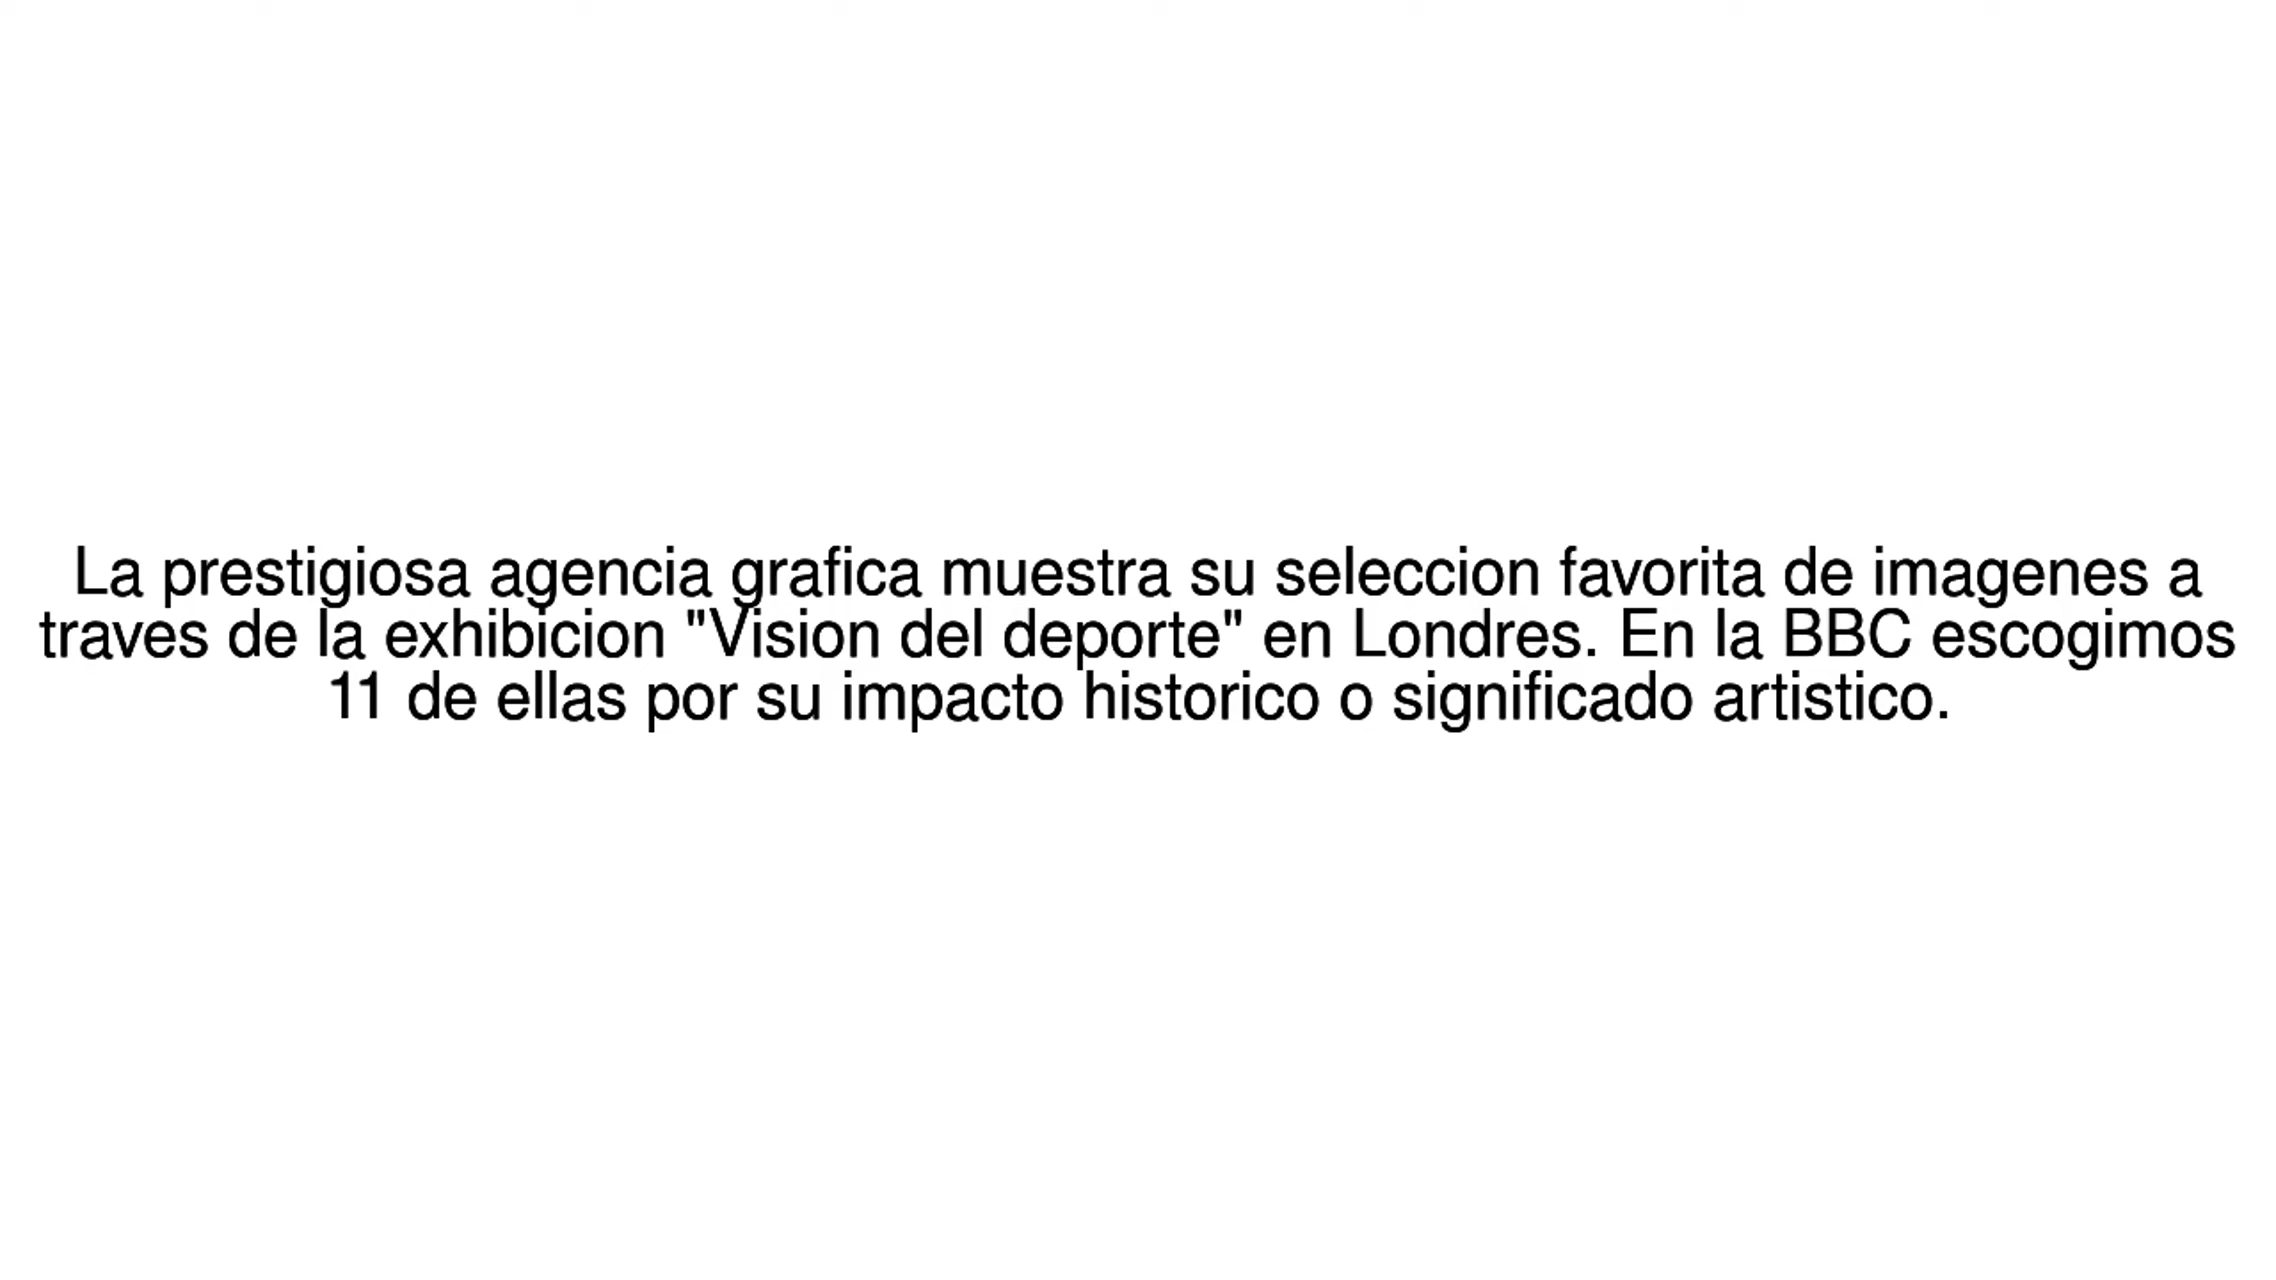 La prestigiosa agencia grafica muestra su seleccion favorita de imagenes a
traves de la exhibicion "Vision del deporte" en Londres. En la BBC escogimos
11 de ellas por su impacto historico o significado artistico.